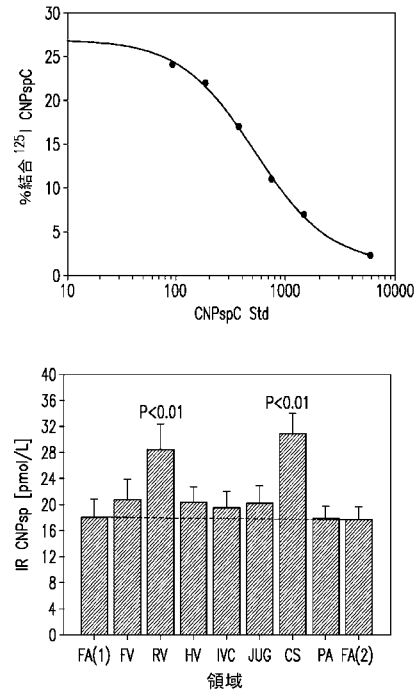 30
25
20
15
10
5
0
%結合 ¹²⁵I CNPspC
10 100 1000 10000
CNPspC Std
40
36
32
28
24
20
16
12
8
4
0
IR CNPsp [pmol/L]
P<0.01
P<0.01
FA(1) FV RV HV IVC JUG CS PA FA(2)
領域